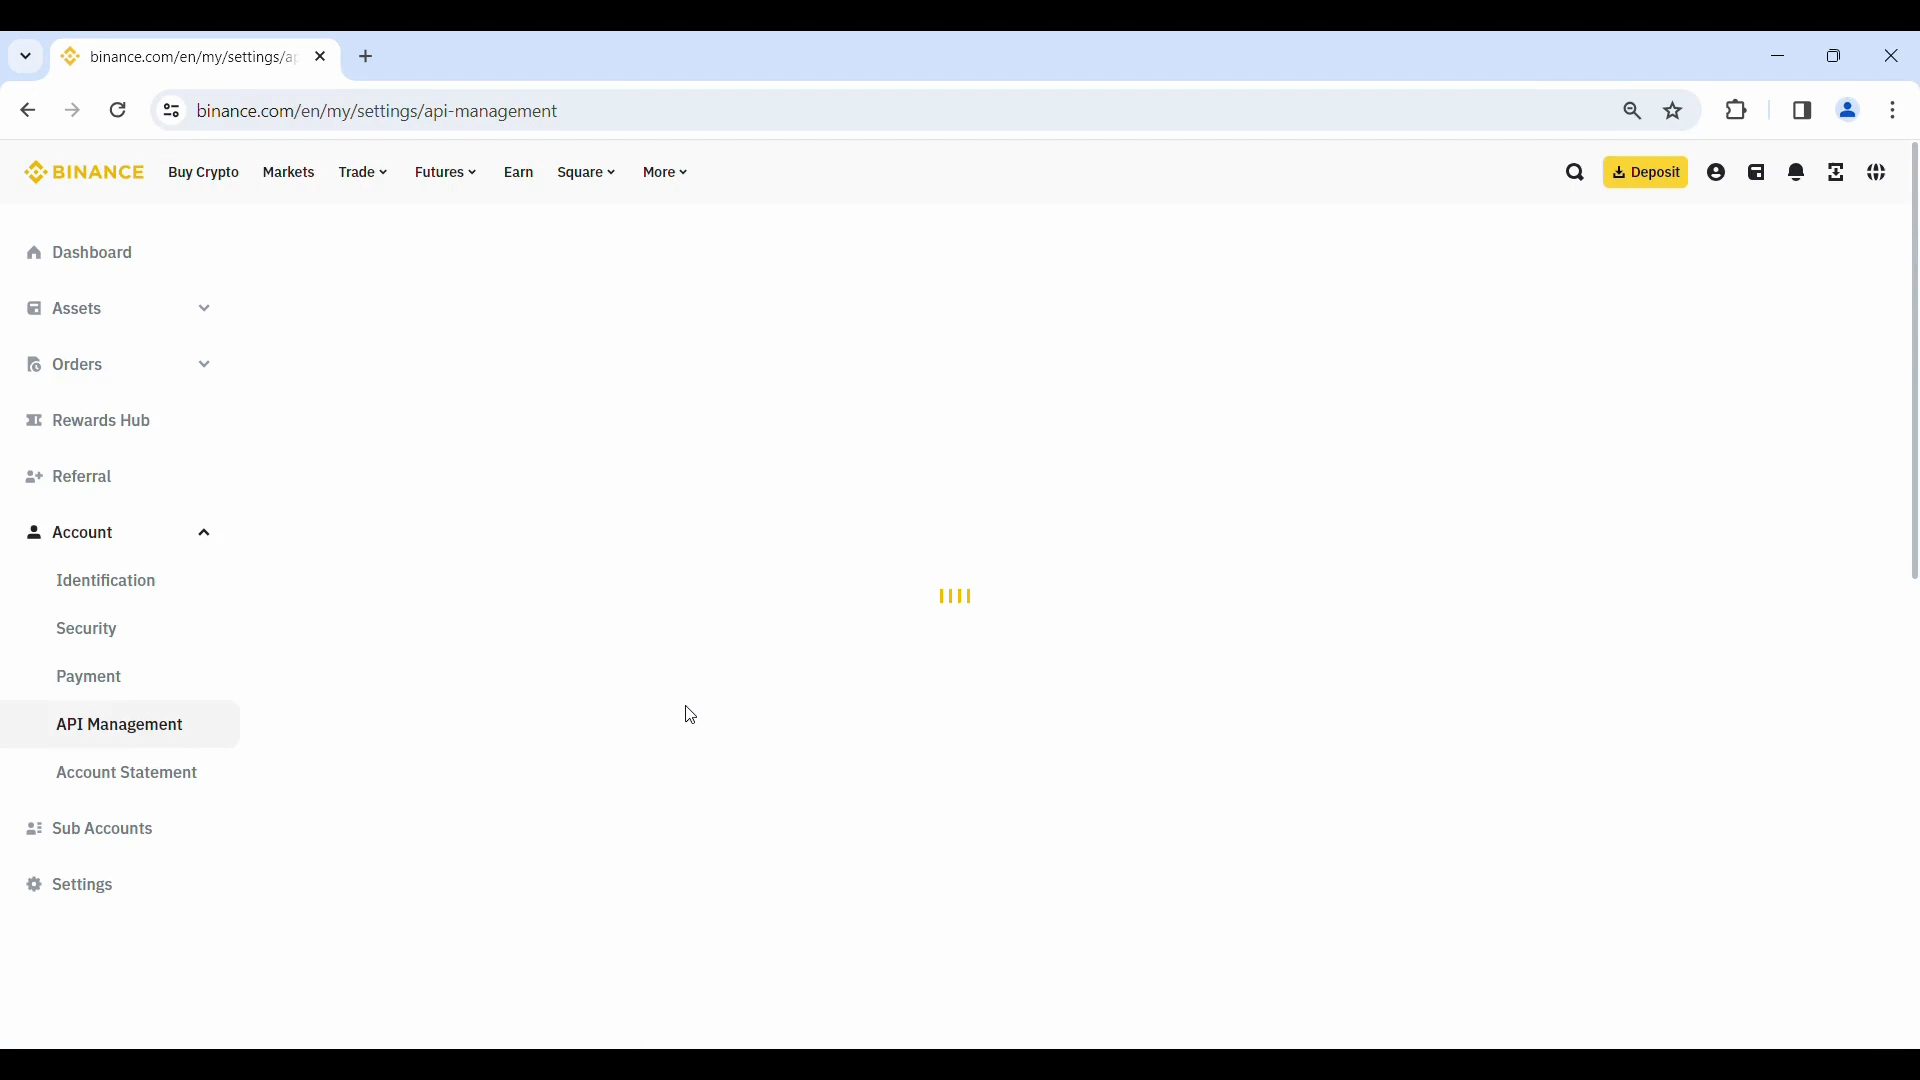 binance.com/en/my/settings/ap
binance.com/en/my/settings/api-management
BINANCE
Buy Crypto
Markets
Trade
Futures
Earn
Square
More
Deposit
Dashboard
Assets
Orders
Rewards Hub
Referral
Account
Identification
Security
Payment
API Management
Account Statement
Sub Accounts
Settings